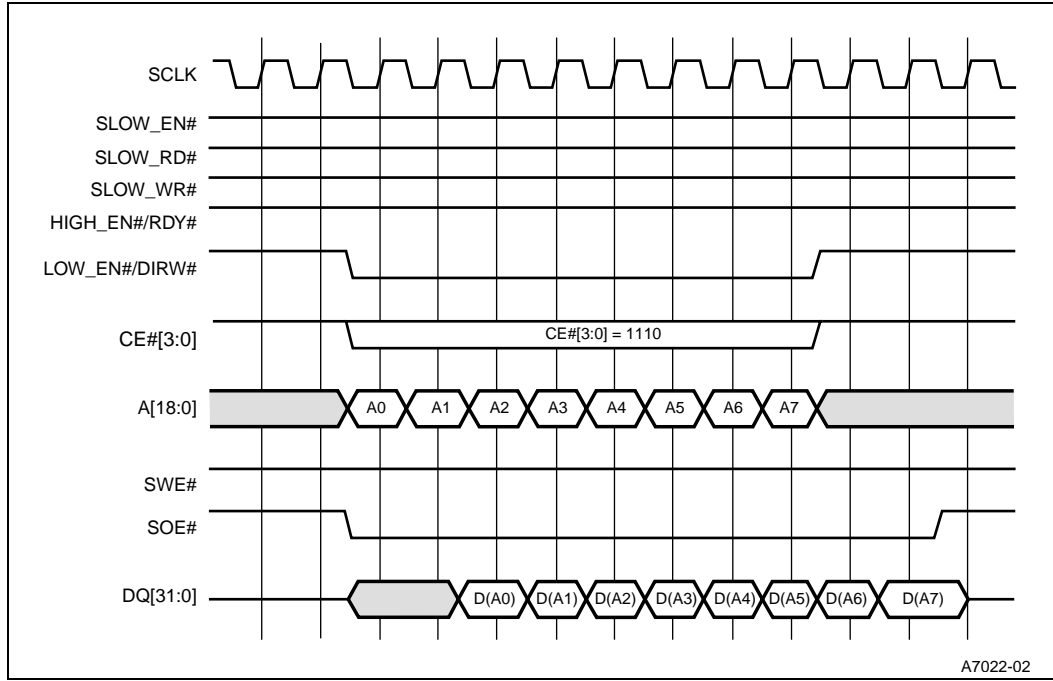 SCLK
SLOW_EN#
SLOW_RD#
SLOW_WR#
HIGH_EN#/RDY#
LOW_EN#/DIRW#
CE#[3:0]
CE#[3:0] = 1110
A[18:0]
A0 A1 A2 A3 A4 A5 A6 A7
SWE#
SOE#
DQ[31:0]
D(A0) D(A1) D(A2) D(A3) D(A4) D(A5) D(A6) D(A7)
A7022-02